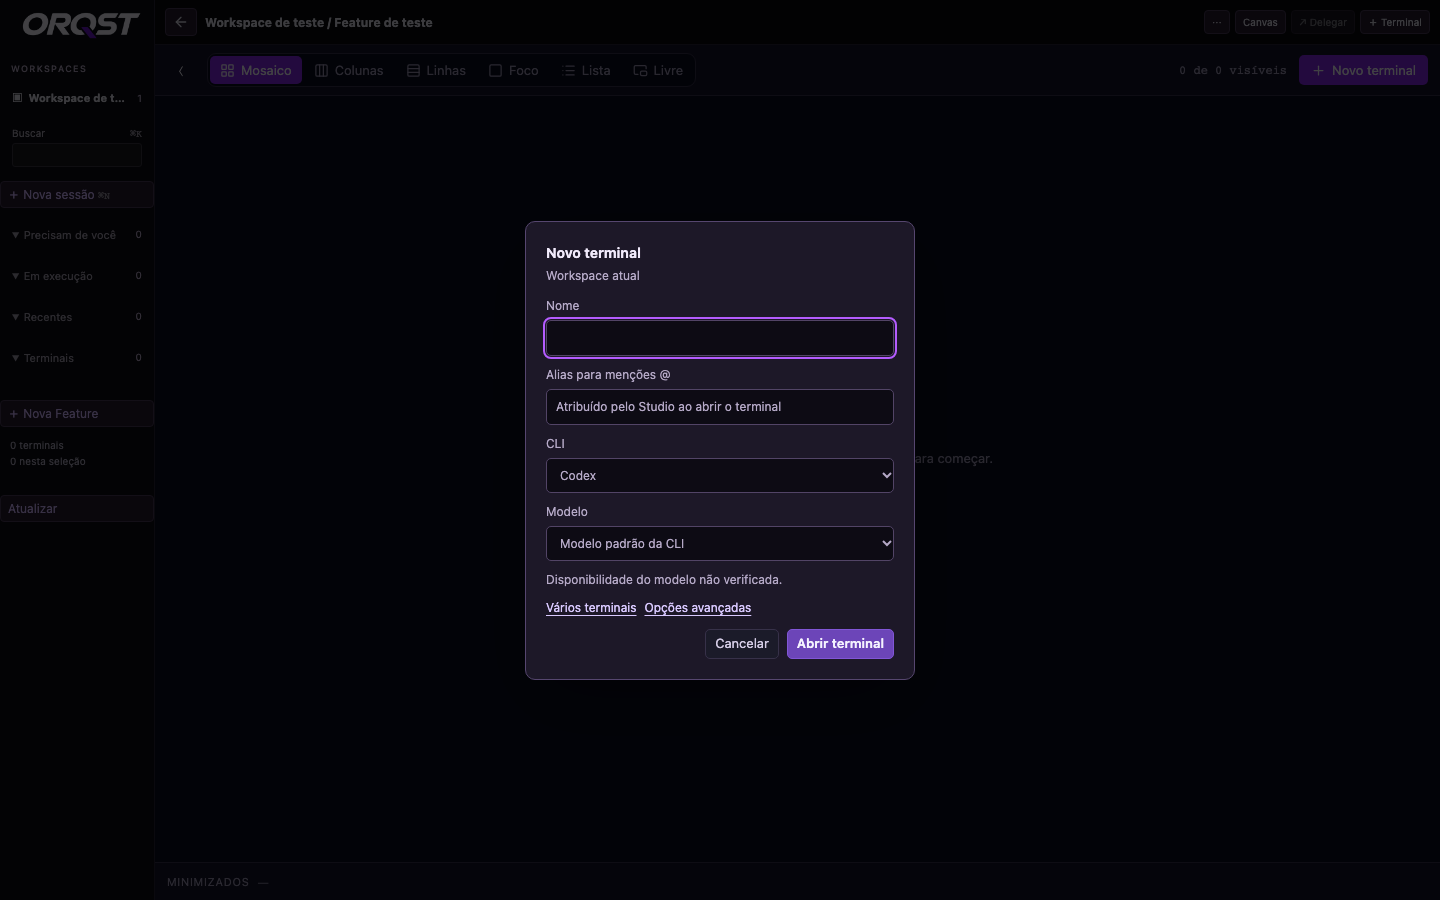 ORQST
Workspace de teste / Feature de teste
···
Canvas
↗ Delegar
+ Terminal
WORKSPACES
Workspace de t... 1
Buscar ⌘K
+ Nova sessão ⌘N
▼ Precisam de você 0
▼ Em execução 0
▼ Recentes 0
▼ Terminais 0
+ Nova Feature
0 terminais
0 nesta seleção
Atualizar
Mosaico
Colunas
Linhas
Foco
Lista
Livre
0 de 0 visíveis
+ Novo terminal
Novo terminal
Workspace atual
Nome
Alias para menções @
Atribuído pelo Studio ao abrir o terminal
CLI
Codex
Modelo
Modelo padrão da CLI
Disponibilidade do modelo não verificada.
Vários terminais Opções avançadas
Cancelar
Abrir terminal
ara começar.
MINIMIZADOS —